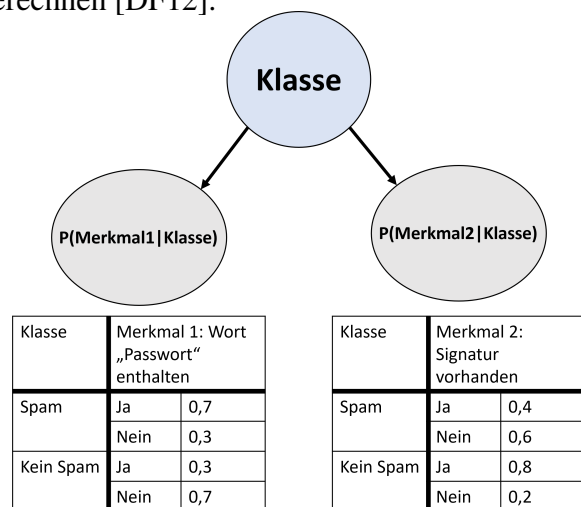 erechnen [DF12].
Klasse
P(Merkmal1|Klasse)
P(Merkmal2|Klasse)
Klasse Merkmal 1: Wort
„Passwort“
enthalten
Spam Ja 0,7
Nein 0,3
Kein Spam Ja 0,3
Nein 0,7
Klasse Merkmal 2:
Signatur
vorhanden
Spam Ja 0,4
Nein 0,6
Kein Spam Ja 0,8
Nein 0,2